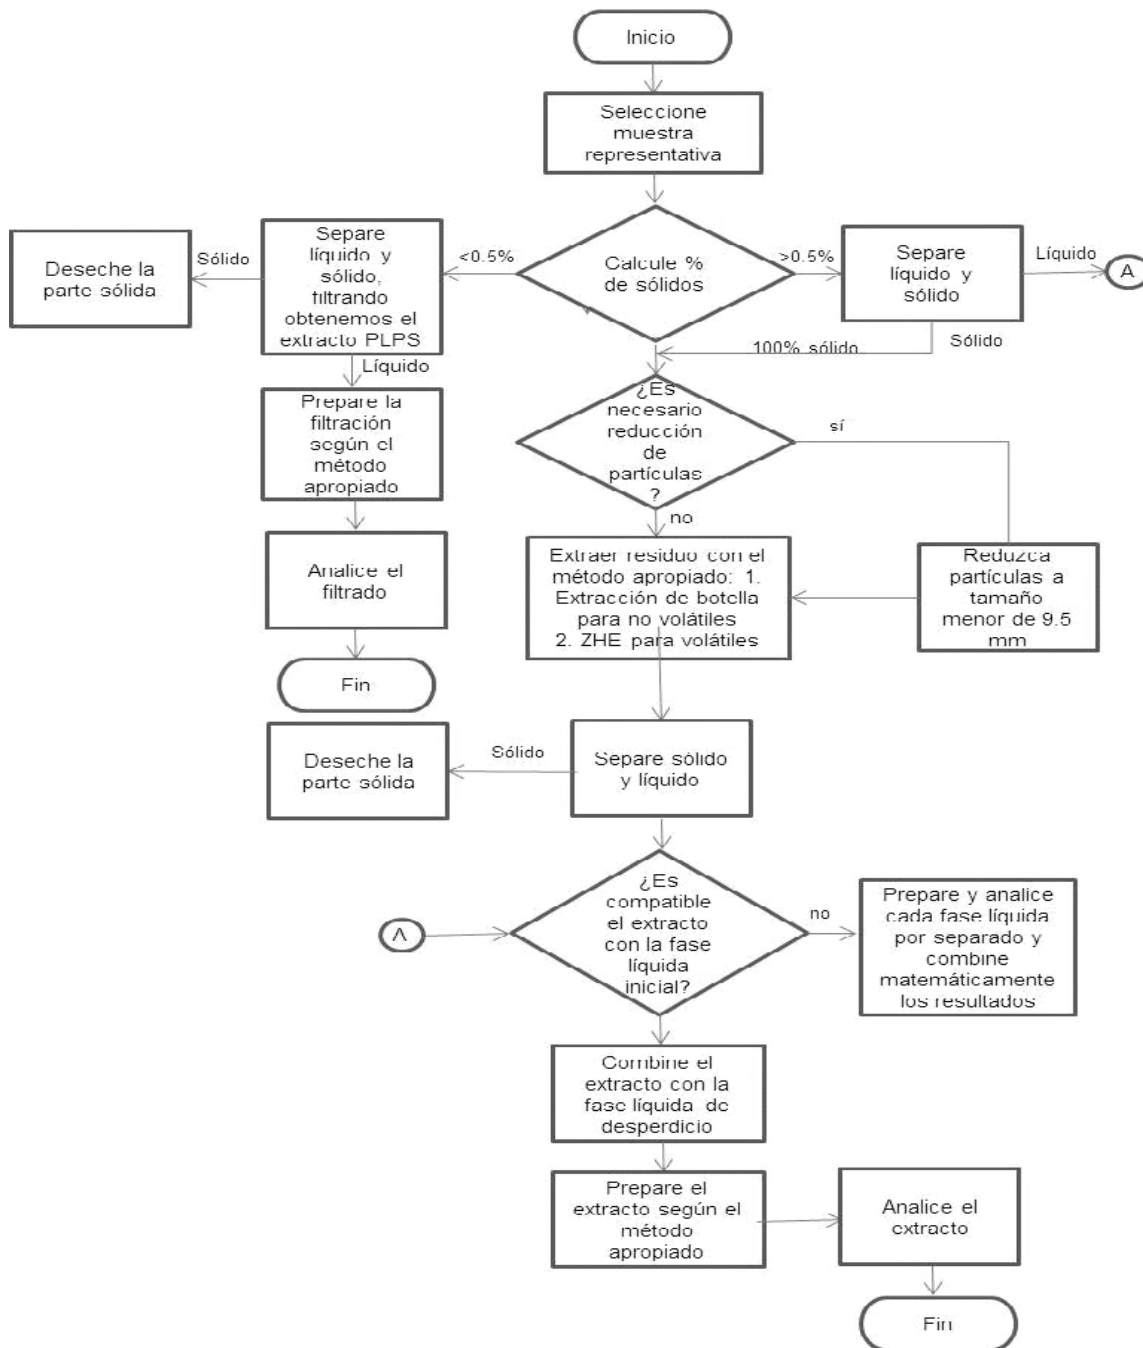 Inicio
Seleccione
muestra
representativa
Calcule %
de sólidos
<0.5%
>0.5%
Separe
líquido y
sólido,
filtrando
obtenemos el
extracto PLPS
Sólido
Deseche la
parte sólida
Separe
líquido y
sólido
Líquido
A
Sólido
100% sólido
Líquido
Prepare la
filtración
según el
método
apropiado
Analice el
filtrado
Fin
¿Es
necesario
reducción
de
partículas
?
sí
no
Reduzca
partículas a
tamaño
menor de 9.5
mm
Extraer residuo con el
método apropiado: 1.
Extracción de botella
para no volátiles
2. ZHE para volátiles
Separe sólido
y líquido
Sólido
Deseche la
parte sólida
A
¿Es
compatible
el extracto
con la fase
líquida
inicial?
no
Prepare y analice
cada fase líquida
por separado y
combine
matemáticamente
los resultados
Combine el
extracto con la
fase líquida de
desperdicio
Prepare el
extracto según el
método
apropiado
Analice el
extracto
Fin